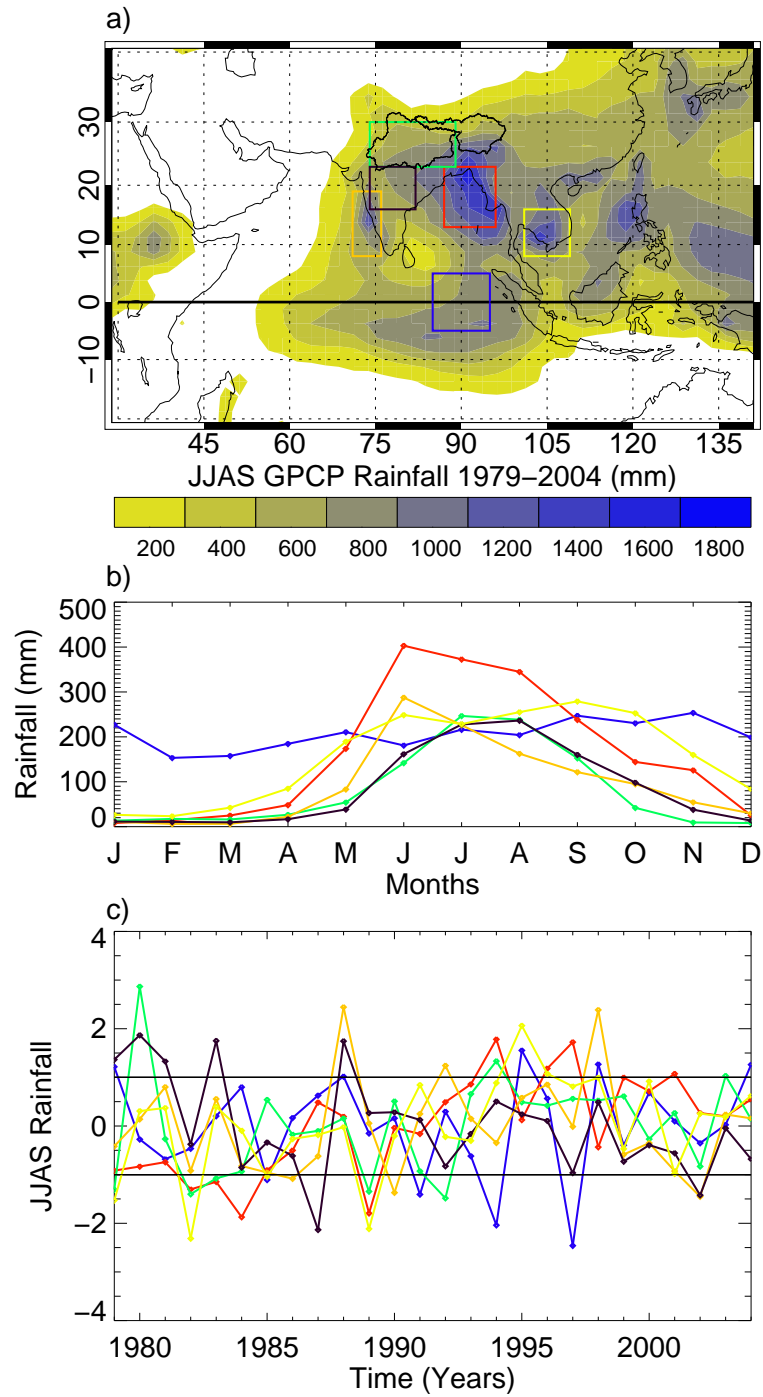 a)
30
20
10
0
−10
45 60 75 90 105 120 135
JJAS GPCP Rainfall 1979−2004 (mm)
200 400 600 800 1000 1200 1400 1600 1800
b)
500
400
300
200
100
0
Rainfall (mm)
J F M A M J J A S O N D
Months
c)
4
2
0
−2
−4
JJAS Rainfall
1980 1985 1990 1995 2000
Time (Years)